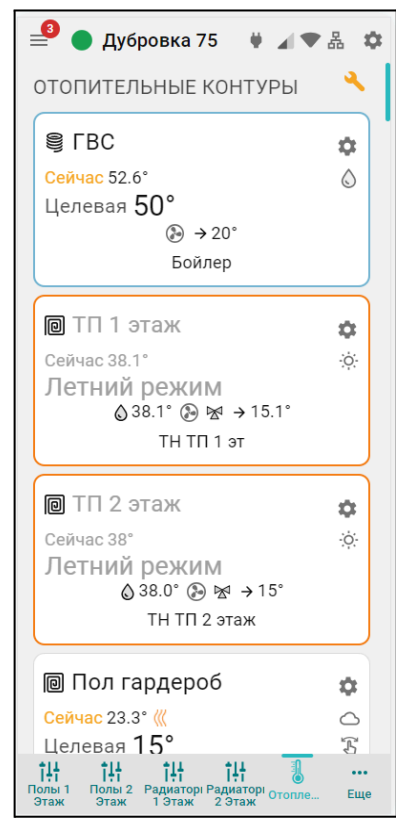 3
Дубровка 75
ОТОПИТЕЛЬНЫЕ КОНТУРЫ
ГВС
Сейчас 52.6°
Целевая 50°
→ 20°
Бойлер
ТП 1 этаж
Сейчас 38.1°
Летний режим
38.1° → 15.1°
ТН ТП 1 эт
ТП 2 этаж
Сейчас 38°
Летний режим
38.0° → 15°
ТН ТП 2 этаж
Пол гардероб
Сейчас 23.3°
Целевая 15°
Полы 1 Полы 2 Радиаторı Радиаторı Отопле... Еще
Этаж Этаж 1 Этаж 2 Этаж